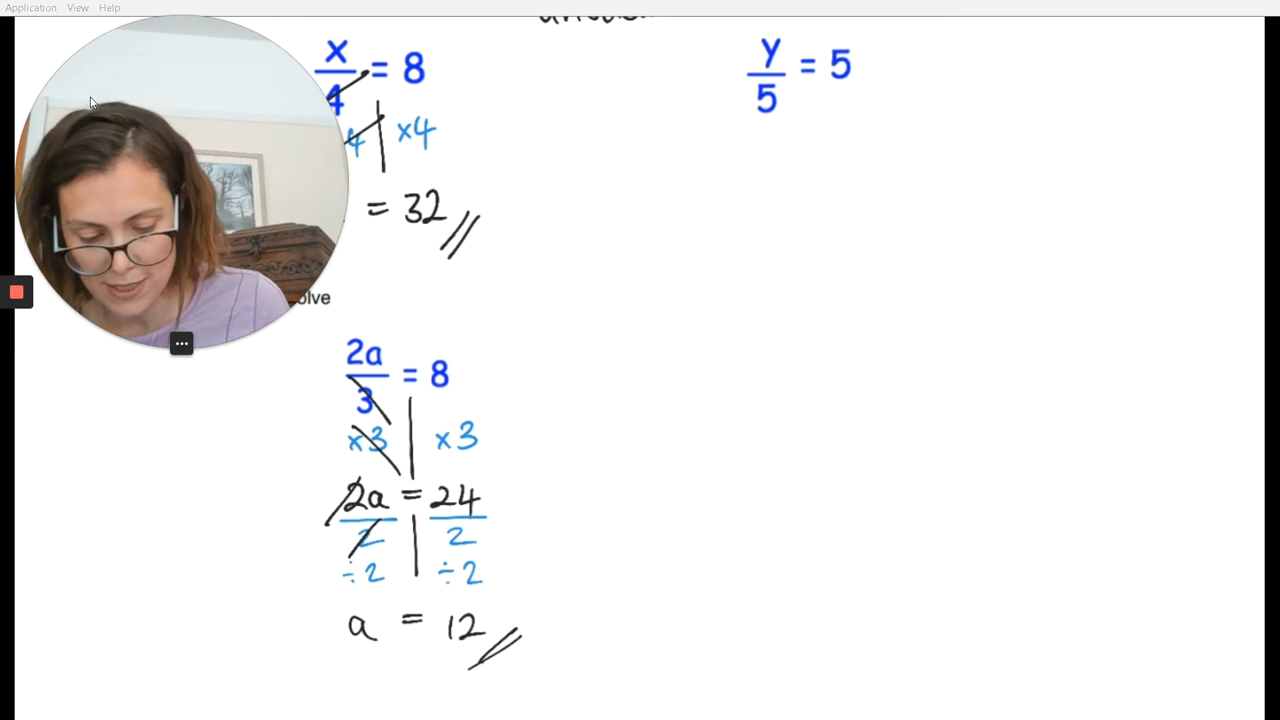 Application View Help
x/4 = 8
4 | ×4
= 32
y/5 = 5
olve
2a/3 = 8
×3 | ×3
2a/2 = 24/2
÷2 | ÷2
a = 12